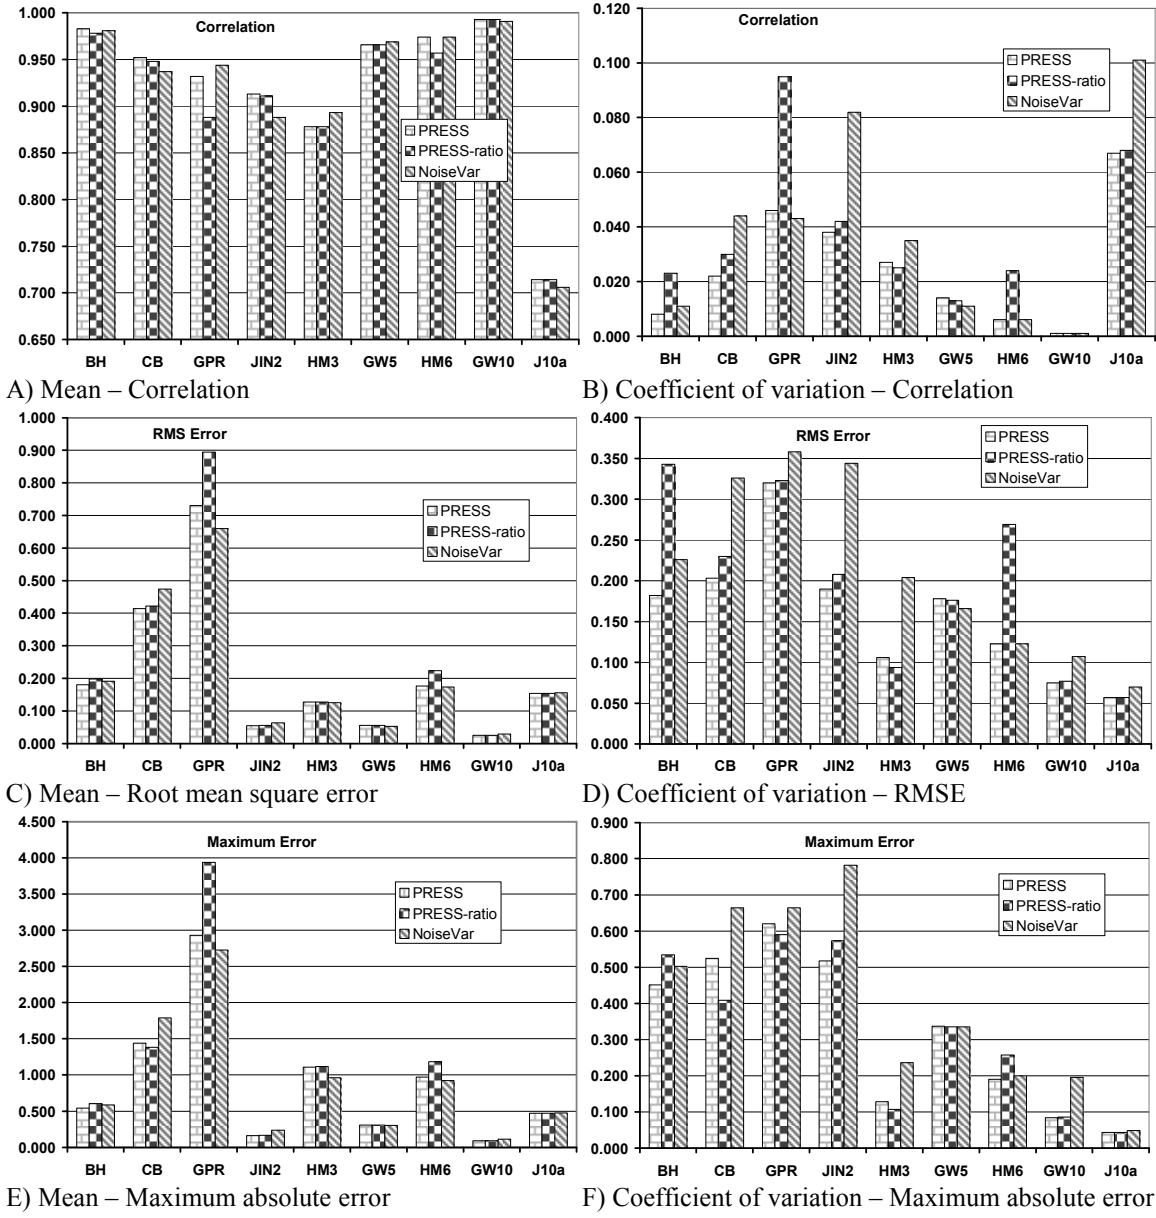 Correlation
1.000
0.950
0.900
0.850
0.800
0.750
0.700
0.650
PRESS
PRESS-ratio
NoiseVar
BH CB GPR JIN2 HM3 GW5 HM6 GW10 J10a
A) Mean – Correlation
Correlation
0.120
0.100
0.080
0.060
0.040
0.020
0.000
PRESS
PRESS-ratio
NoiseVar
BH CB GPR JIN2 HM3 GW5 HM6 GW10 J10a
B) Coefficient of variation – Correlation
RMS Error
1.000
0.900
0.800
0.700
0.600
0.500
0.400
0.300
0.200
0.100
0.000
PRESS
PRESS-ratio
NoiseVar
BH CB GPR JIN2 HM3 GW5 HM6 GW10 J10a
C) Mean – Root mean square error
RMS Error
0.400
0.350
0.300
0.250
0.200
0.150
0.100
0.050
0.000
PRESS
PRESS-ratio
NoiseVar
BH CB GPR JIN2 HM3 GW5 HM6 GW10 J10a
D) Coefficient of variation – RMSE
Maximum Error
4.500
4.000
3.500
3.000
2.500
2.000
1.500
1.000
0.500
0.000
PRESS
PRESS-ratio
NoiseVar
BH CB GPR JIN2 HM3 GW5 HM6 GW10 J10a
E) Mean – Maximum absolute error
Maximum Error
0.900
0.800
0.700
0.600
0.500
0.400
0.300
0.200
0.100
0.000
PRESS
PRESS-ratio
NoiseVar
BH CB GPR JIN2 HM3 GW5 HM6 GW10 J10a
F) Coefficient of variation – Maximum absolute error